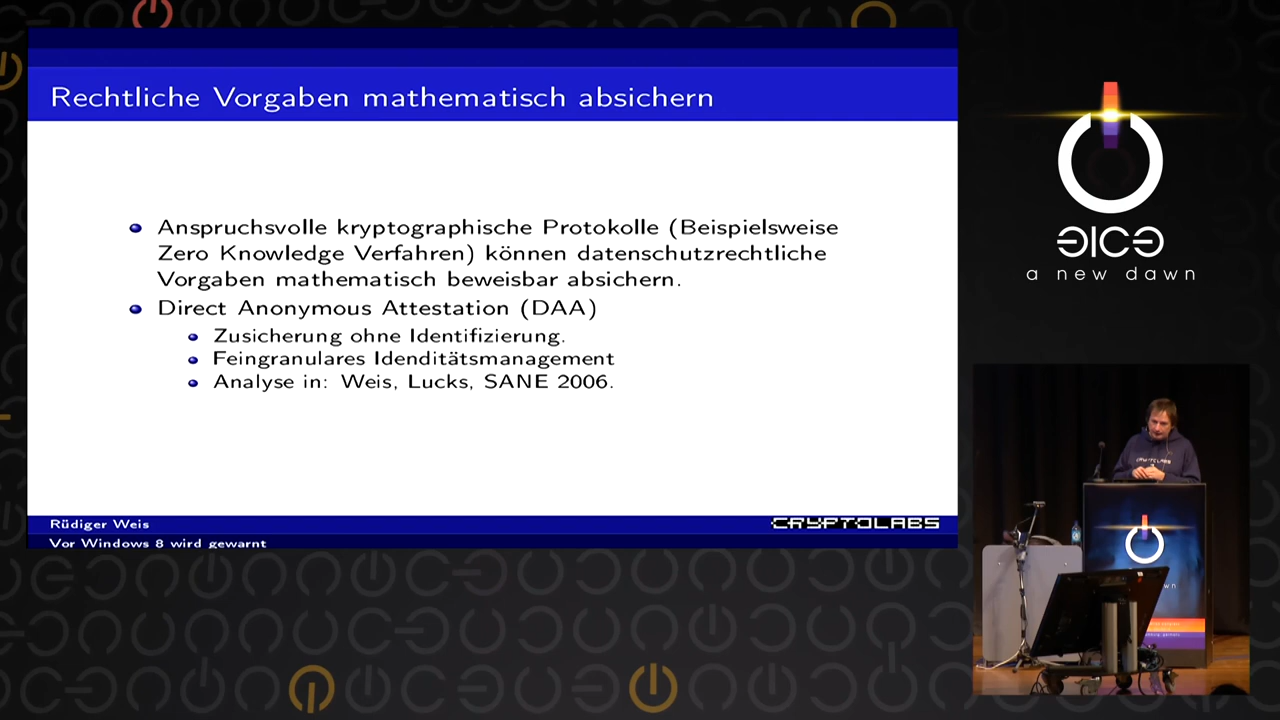 Rechtliche Vorgaben mathematisch absichern
Anspruchsvolle kryptographische Protokolle (Beispielsweise
Zero Knowledge Verfahren) können datenschutzrechtliche
Vorgaben mathematisch beweisbar absichern.
Direct Anonymous Attestation (DAA)
Zusicherung ohne Identifizierung.
Feingranulares Idenditätsmanagement
Analyse in: Weis, Lucks, SANE 2006.
Rüdiger Weis
CRYPTOLABS
Vor Windows 8 wird gewarnt
a new dawn
CRYPTOLABS